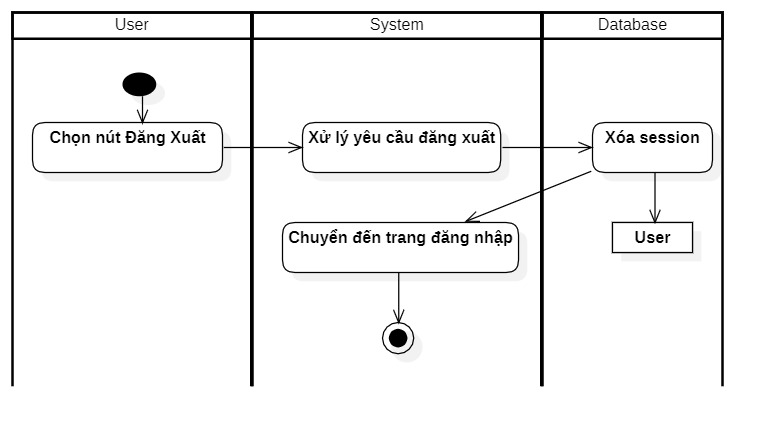 User
System
Database
Chọn nút Đăng Xuất
Xử lý yêu cầu đăng xuất
Xóa session
Chuyển đến trang đăng nhập
User